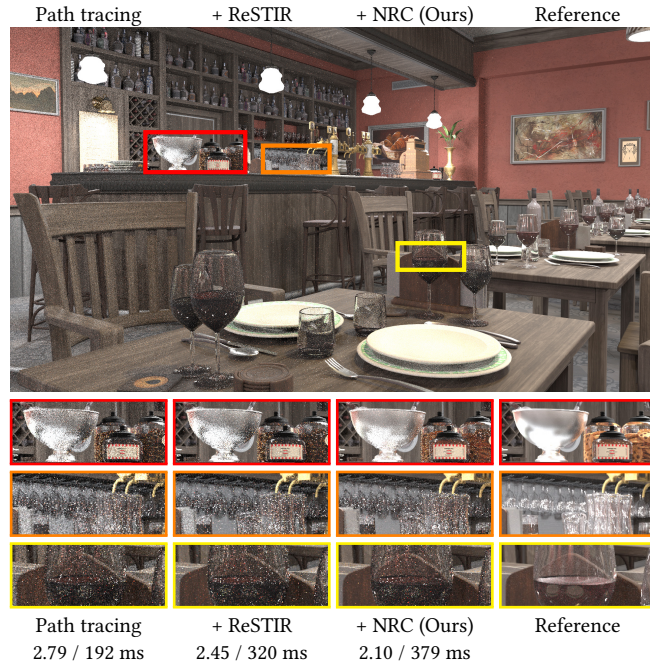 Path tracing + ReSTIR + NRC (Ours) Reference
Path tracing + ReSTIR + NRC (Ours) Reference
2.79 / 192 ms 2.45 / 320 ms 2.10 / 379 ms